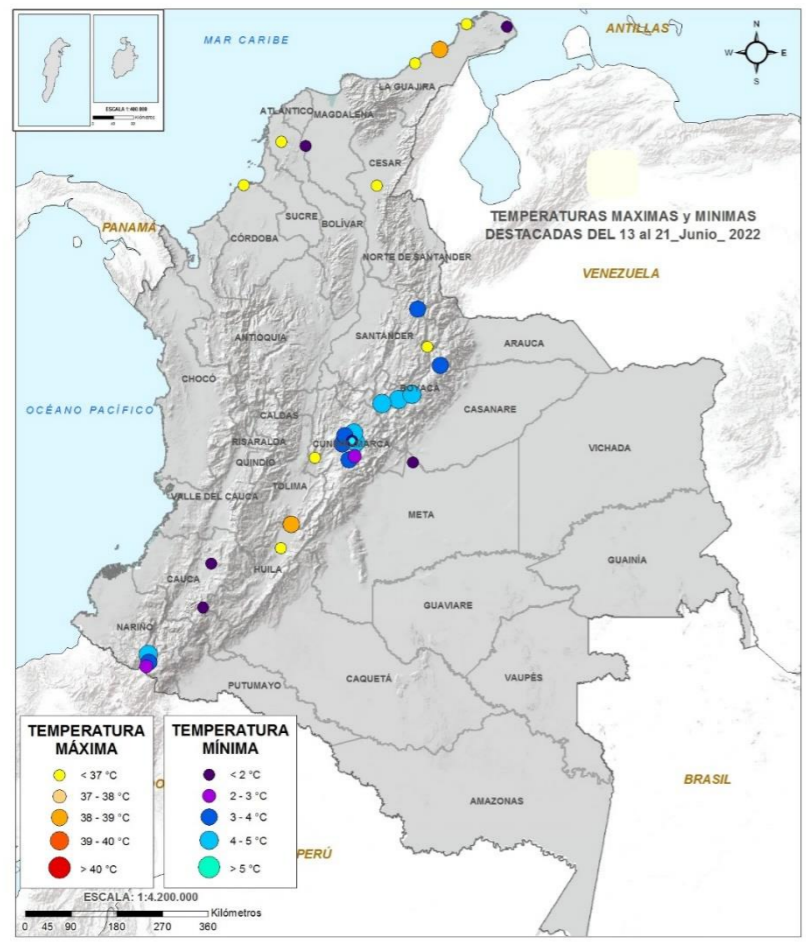 MAR CARIBE
ANTILLAS
N
W
E
S
ESCALA 1:490.000
Kilómetros
LA GUAJIRA
ATLÁNTICO
MAGDALENA
CESAR
SUCRE
BOLÍVAR
PANAMÁ
CÓRDOBA
TEMPERATURAS MAXIMAS y MINIMAS
DESTACADAS DEL 13 al 21_Junio_ 2022
NORTE DE SANTANDER
VENEZUELA
ANTIOQUIA
SANTANDER
ARAUCA
CHOCÓ
BOYACÁ
OCÉANO PACÍFICO
CALDAS
CASANARE
RISARALDA
VICHADA
QUINDÍO
TOLIMA
VALLE DEL CAUCA
META
GUAINÍA
HUILA
CAUCA
GUAVIARE
NARIÑO
CAQUETÁ
VAUPÉS
PUTUMAYO
TEMPERATURA
MÁXIMA
< 37 °C
37 - 38 °C
38 - 39 °C
39 - 40 °C
> 40 °C
TEMPERATURA
MÍNIMA
< 2 °C
2 - 3 °C
3 - 4 °C
4 - 5 °C
> 5 °C
BRASIL
AMAZONAS
PERÚ
ESCALA: 1:4.200.000
Kilómetros
0 45 90 180 270 360